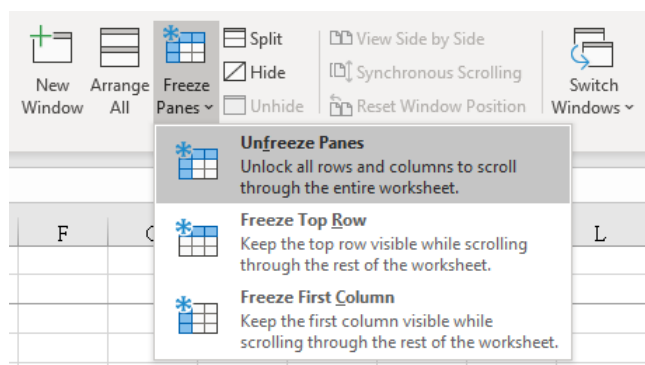 New Window
Arrange All
Freeze Panes
Split
Hide
Unhide
View Side by Side
Synchronous Scrolling
Reset Window Position
Switch Windows
Unfreeze Panes
Unlock all rows and columns to scroll
through the entire worksheet.
Freeze Top Row
Keep the top row visible while scrolling
through the rest of the worksheet.
Freeze First Column
Keep the first column visible while
scrolling through the rest of the worksheet.
F
L